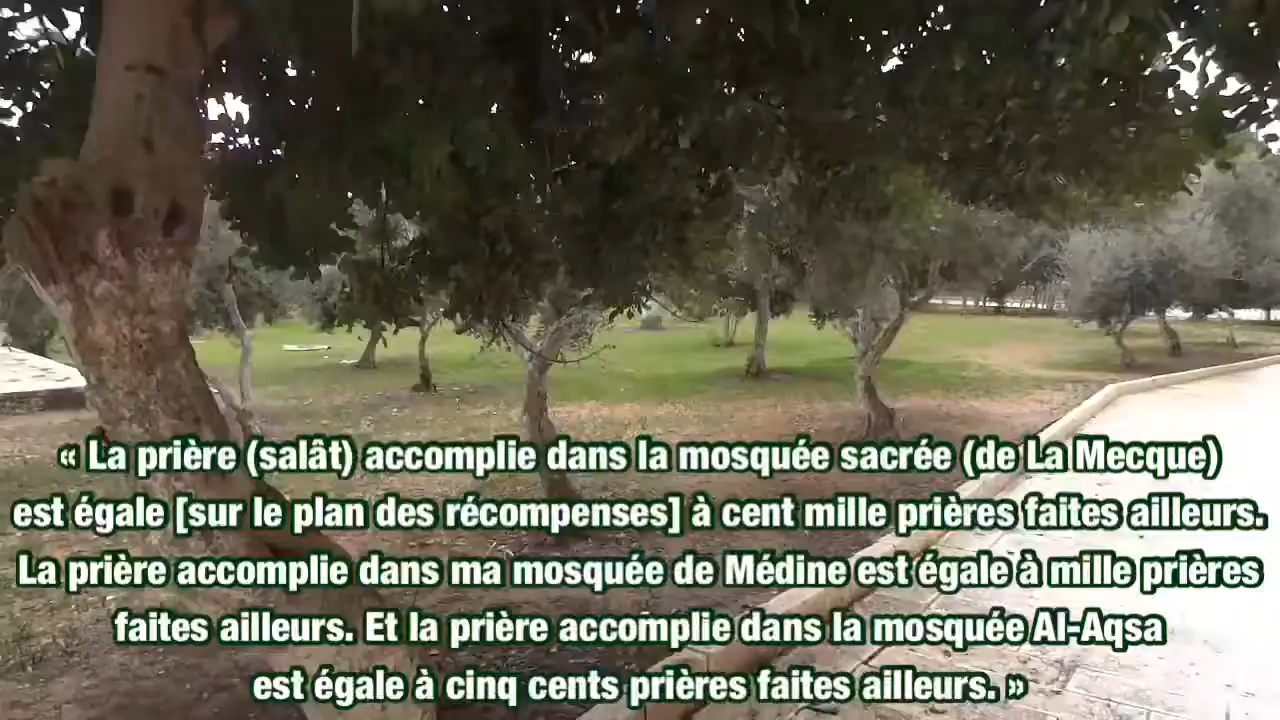 « La prière (salât) accomplie dans la mosquée sacrée (de La Mecque)
est égale [sur le plan des récompenses] à cent mille prières faites ailleurs.
La prière accomplie dans ma mosquée de Médine est égale à mille prières
faites ailleurs. Et la prière accomplie dans la mosquée Al-Aqsa
est égale à cinq cents prières faites ailleurs. »